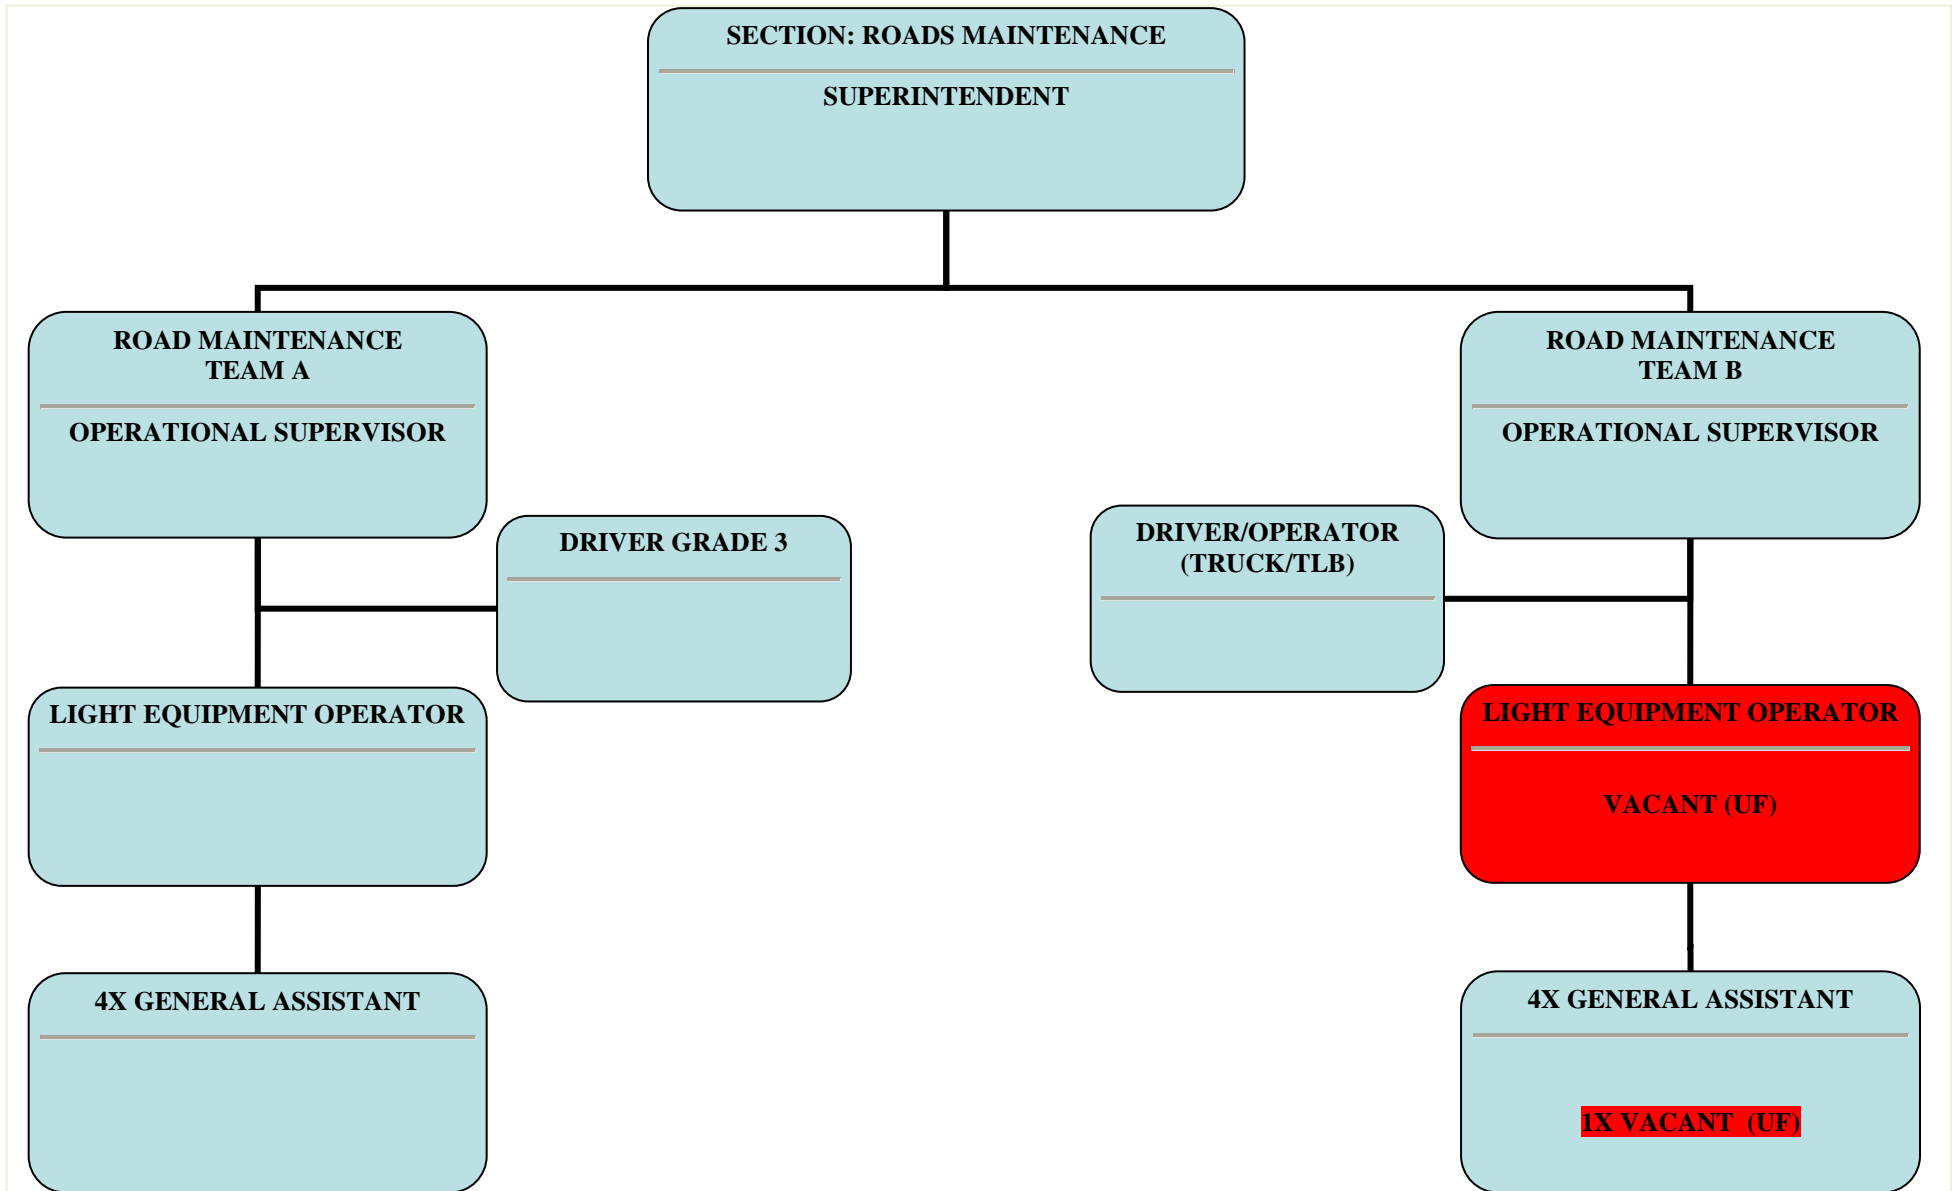 SECTION: ROADS MAINTENANCE
SUPERINTENDENT
ROAD MAINTENANCE
TEAM A
OPERATIONAL SUPERVISOR
ROAD MAINTENANCE
TEAM B
OPERATIONAL SUPERVISOR
DRIVER GRADE 3
DRIVER/OPERATOR
(TRUCK/TLB)
LIGHT EQUIPMENT OPERATOR
LIGHT EQUIPMENT OPERATOR
VACANT (UF)
4X GENERAL ASSISTANT
4X GENERAL ASSISTANT
1X VACANT  (UF)